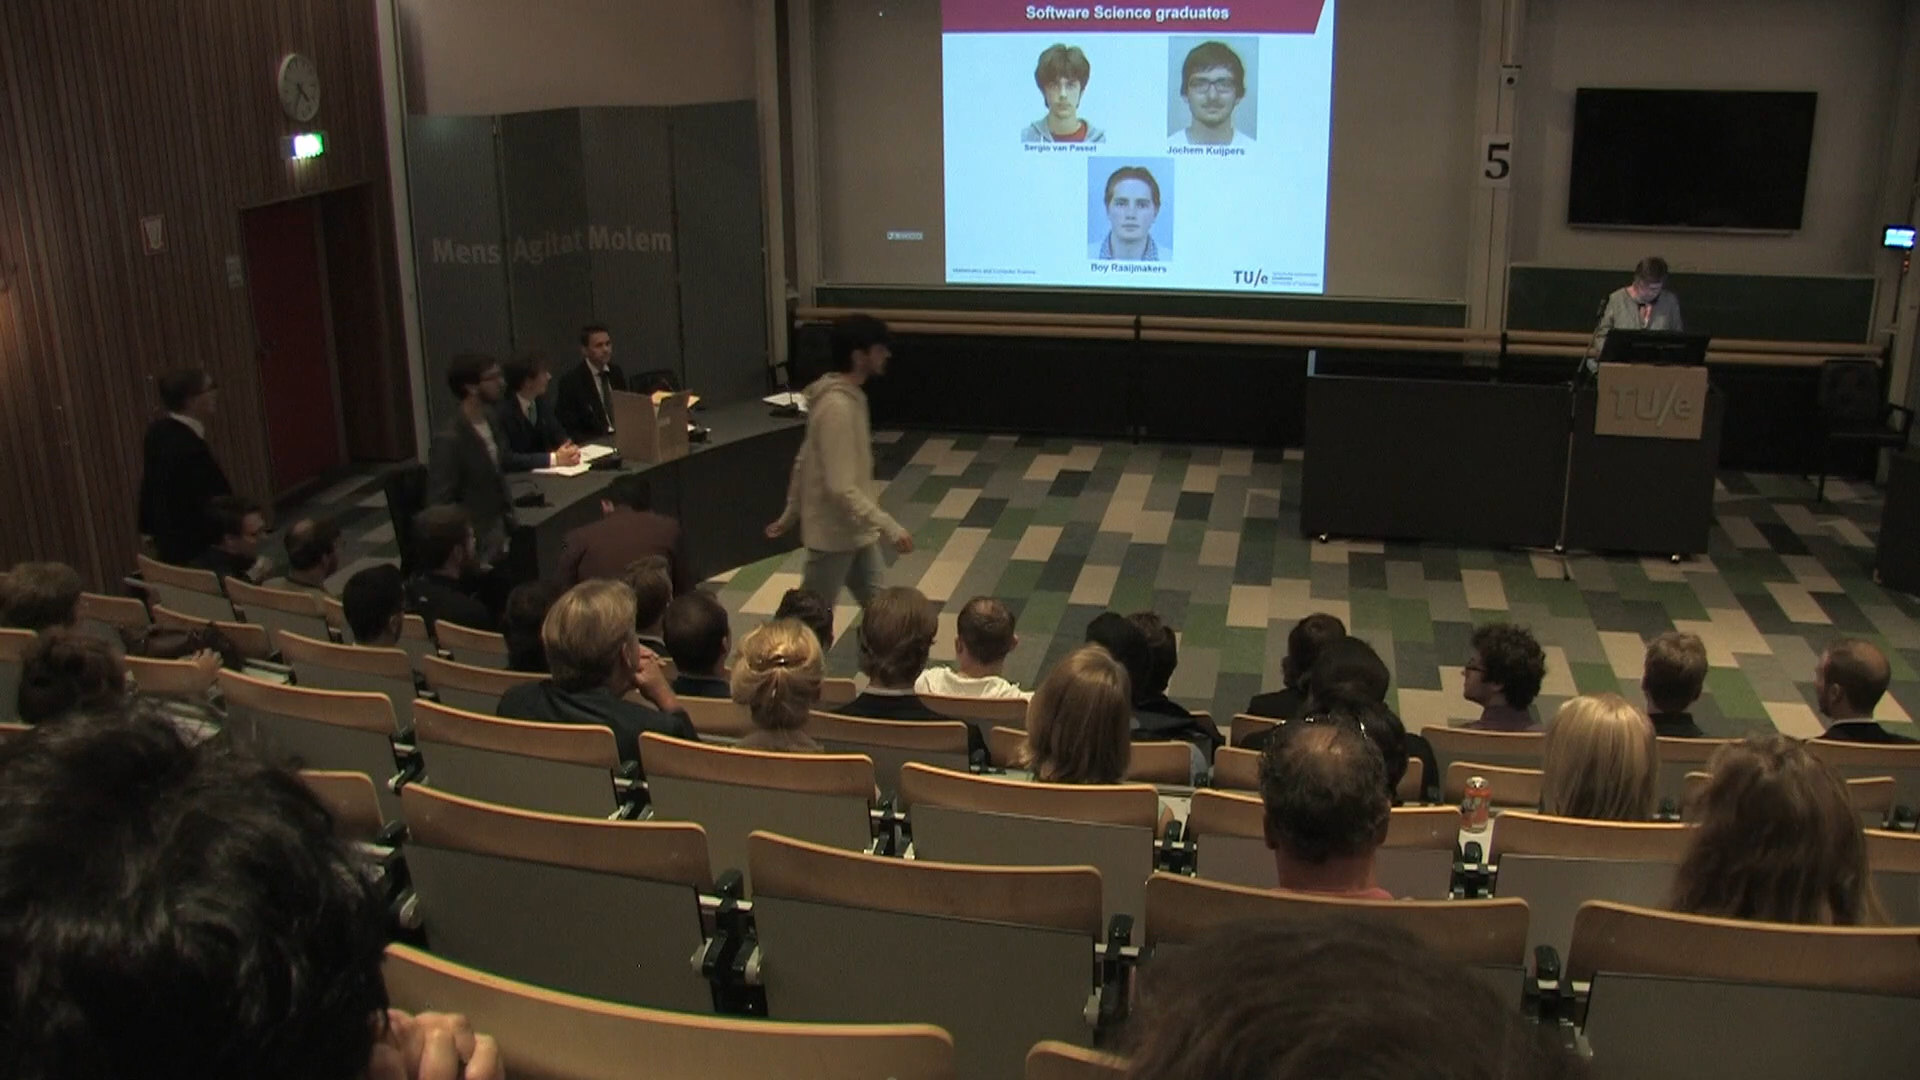 Software Science graduates
Sergio van Passel
Jochem Kuijpers
Boy Raaijmakers
TU/e
Mens Agitat Molem
5
TU/e